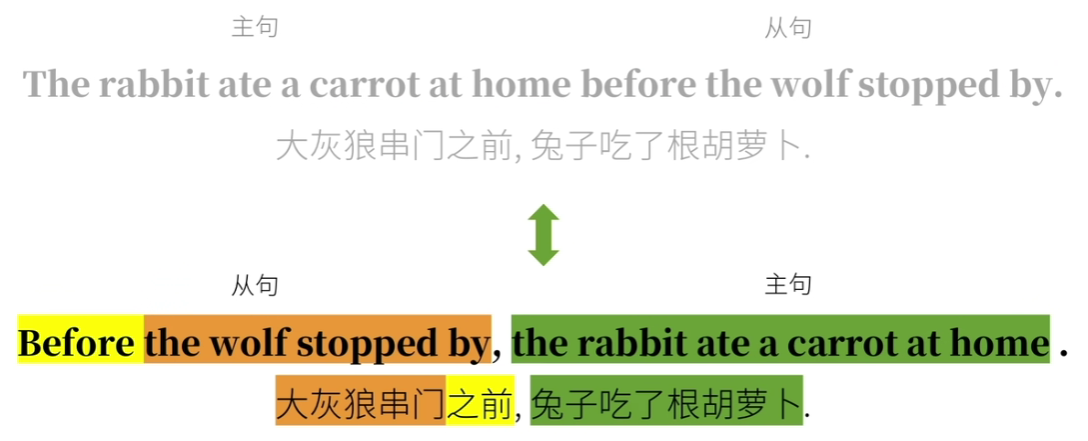 主句 从句
The rabbit ate a carrot at home before the wolf stopped by.
大灰狼串门之前, 兔子吃了根胡萝卜.
从句 主句
Before the wolf stopped by, the rabbit ate a carrot at home .
大灰狼串门之前, 兔子吃了根胡萝卜.